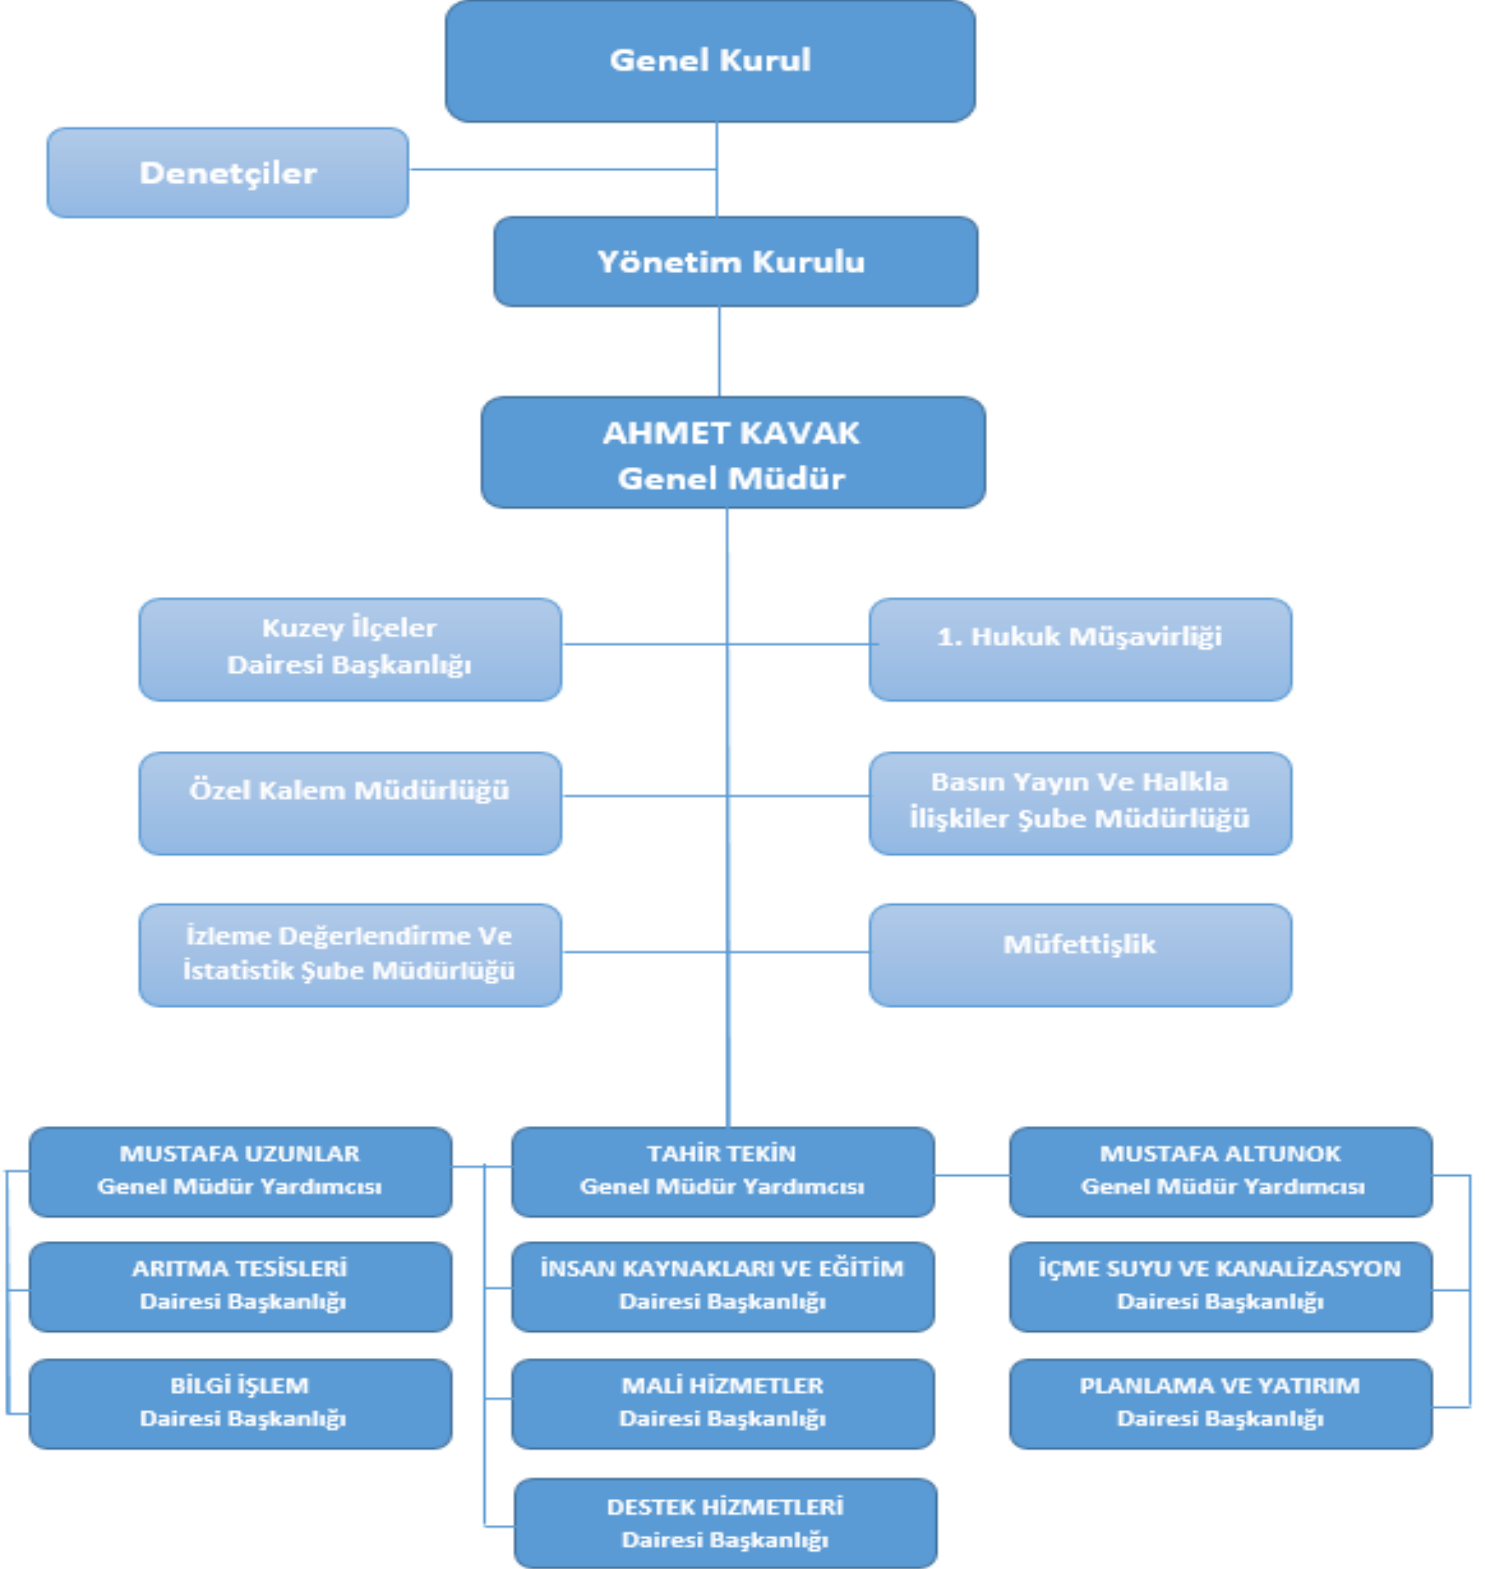 Genel Kurul
Denetçiler
Yönetim Kurulu
AHMET KAVAK
Genel Müdür
Kuzey İlçeler
Dairesi Başkanlığı
1. Hukuk Müşavirliği
Özel Kalem Müdürlüğü
Basın Yayın Ve Halkla
İlişkiler Şube Müdürlüğü
İzleme Değerlendirme Ve
İstatistik Şube Müdürlüğü
Müfettişlik
MUSTAFA UZUNLAR
Genel Müdür Yardımcısı
ARITMA TESİSLERİ
Dairesi Başkanlığı
BİLGİ İŞLEM
Dairesi Başkanlığı
TAHİR TEKİN
Genel Müdür Yardımcısı
İNSAN KAYNAKLARI VE EĞİTİM
Dairesi Başkanlığı
MALİ HİZMETLER
Dairesi Başkanlığı
DESTEK HİZMETLERİ
Dairesi Başkanlığı
MUSTAFA ALTUNOK
Genel Müdür Yardımcısı
İÇME SUYU VE KANALİZASYON
Dairesi Başkanlığı
PLANLAMA VE YATIRIM
Dairesi Başkanlığı